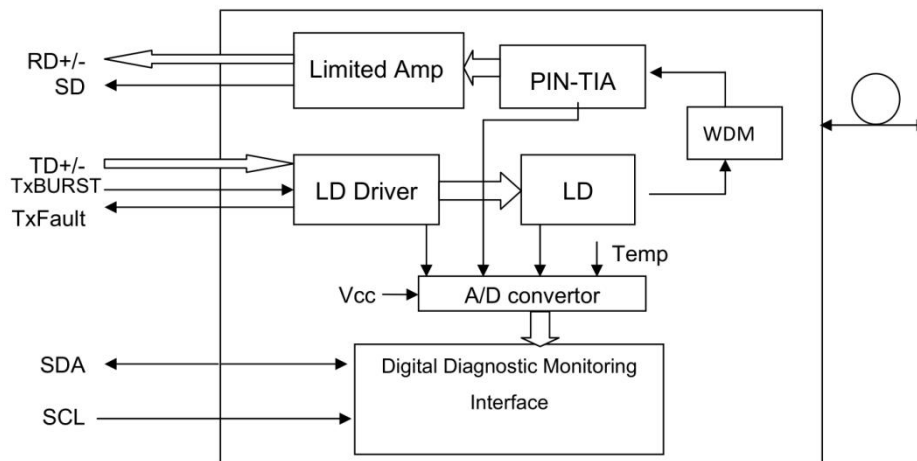 RD+/-
SD
Limited Amp
PIN-TIA
WDM
TD+/-
TxBURST
TxFault
LD Driver
LD
Temp
Vcc
A/D convertor
SDA
SCL
Digital Diagnostic Monitoring
Interface